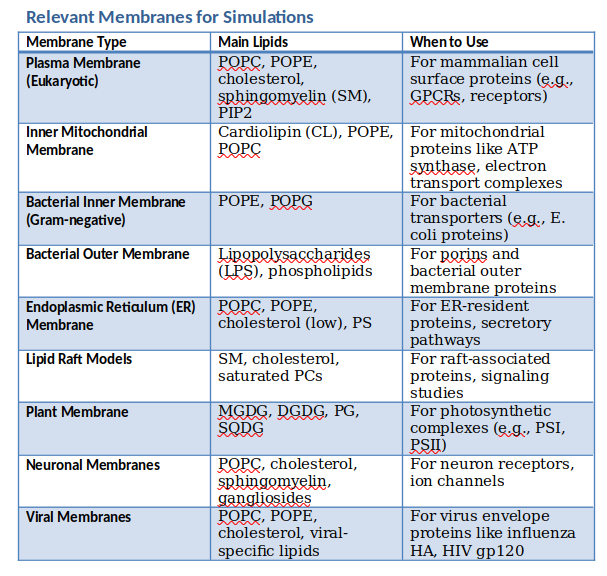 Relevant Membranes for Simulations
Membrane Type Main Lipids When to Use
Plasma Membrane
(Eukaryotic)
POPC, POPE,
cholesterol,
sphingomyelin (SM),
PIP2
For mammalian cell
surface proteins (e.g.,
GPCRs, receptors)
Inner Mitochondrial
Membrane
Cardiolipin (CL), POPE,
POPC
For mitochondrial
proteins like ATP
synthase, electron
transport complexes
Bacterial Inner Membrane
(Gram-negative)
POPE, POPG
For bacterial
transporters (e.g., E.
coli proteins)
Bacterial Outer Membrane
Lipopolysaccharides
(LPS), phospholipids
For porins and
bacterial outer
membrane proteins
Endoplasmic Reticulum (ER)
Membrane
POPC, POPE,
cholesterol (low), PS
For ER-resident
proteins, secretory
pathways
Lipid Raft Models
SM, cholesterol,
saturated PCs
For raft-associated
proteins, signaling
studies
Plant Membrane
MGDG, DGDG, PG,
SQDG
For photosynthetic
complexes (e.g., PSI,
PSII)
Neuronal Membranes
POPC, cholesterol,
sphingomyelin,
gangliosides
For neuron receptors,
ion channels
Viral Membranes
POPC, POPE,
cholesterol, viral-
specific lipids
For virus envelope
proteins like influenza
HA, HIV gp120